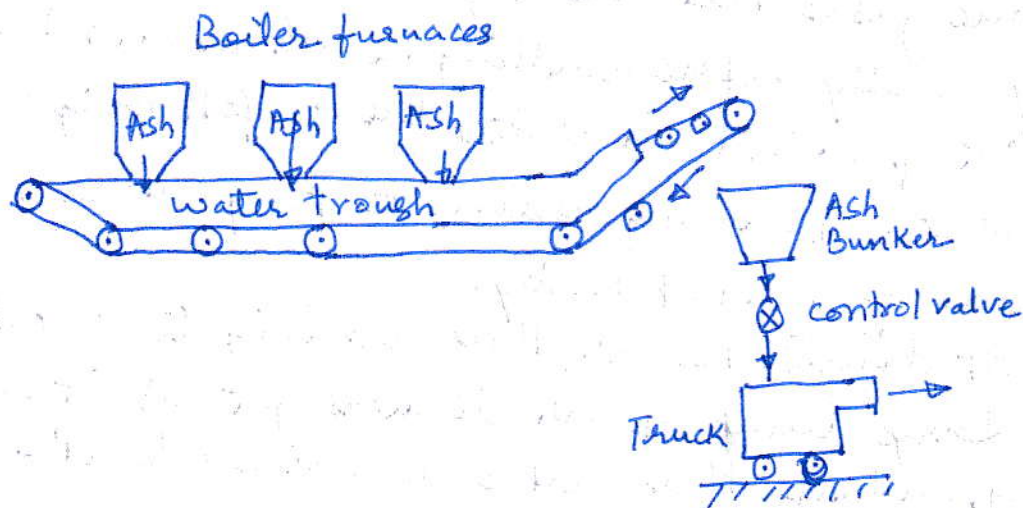 Boiler furnaces
Ash Ash Ash
water trough
Ash
Bunker
control valve
Truck